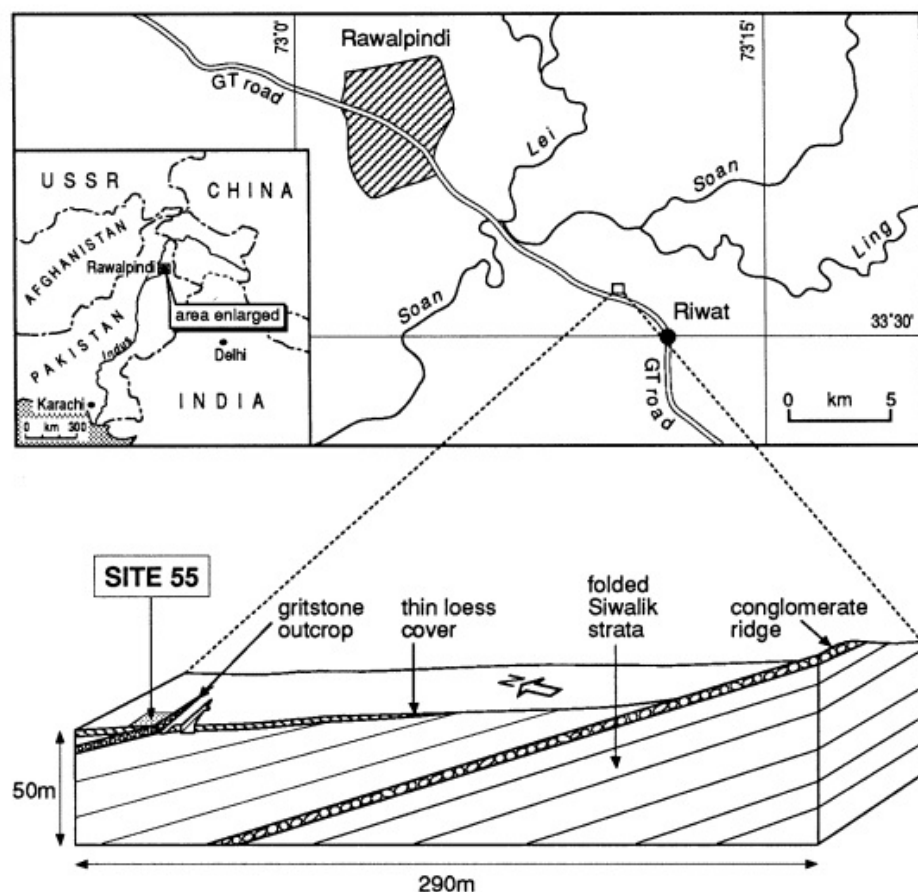 73°0'
Rawalpindi
73°15'
GT road
Lei
Soan
Ling
USSR
CHINA
AFGHANISTAN
Rawalpindi
area enlarged
PAKISTAN
Indus
Delhi
Karachi
INDIA
0 km 300
Soan
Riwat
33°30'
GT road
0 km 5
SITE 55
gritstone
outcrop
thin loess
cover
folded
Siwalik
strata
conglomerate
ridge
N
50m
290m